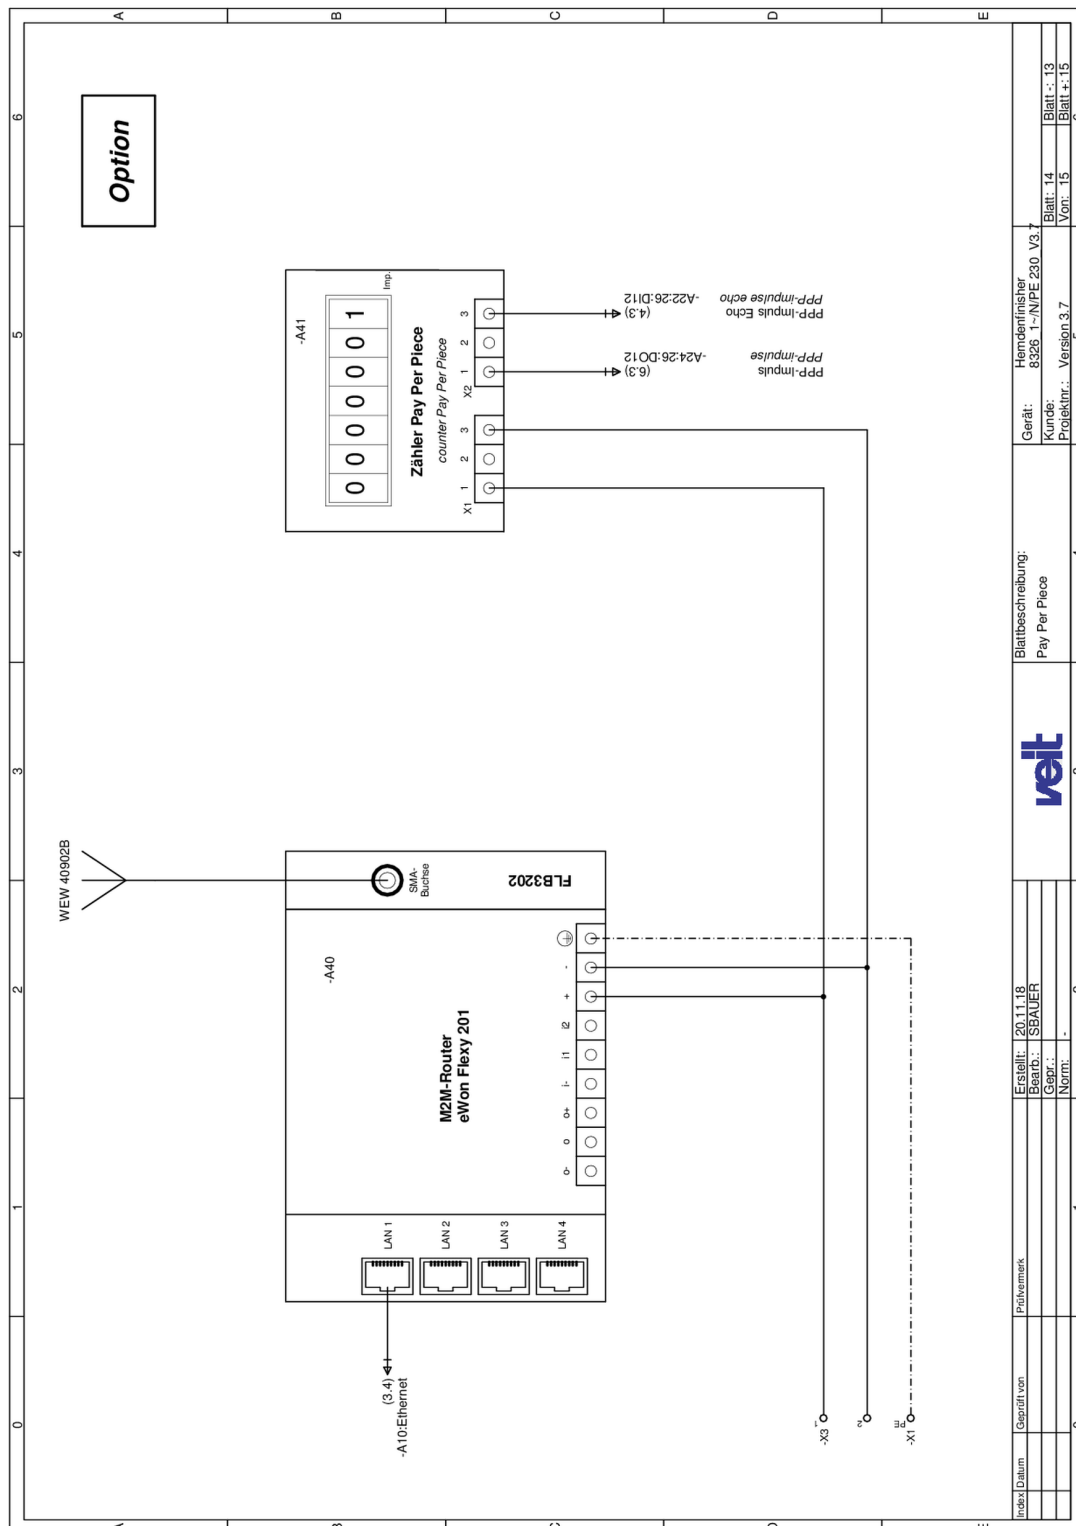 0
1
2
3
4
5
6
A
B
C
D
E
Option
WEW 40902B
SMA-
Buchse
FLB3202
-A40
M2M-Router
eWon Flexy 201
LAN 1
LAN 2
LAN 3
LAN 4
o-
o
o+
i-
i1
i2
+
-
(3.4)
-A10:Ethernet
-A41
0 0 0 0 0 0 1
Imp.
Zähler Pay Per Piece
counter Pay Per Piece
X1
1
2
3
X2
1
2
3
(6.3)
-A24:26:DO12
PPP-Impuls
PPP-impulse
(4.3)
-A22:26:DI12
PPP-Impuls Echo
PPP-impulse echo
-X3
1
2
-X1
PE
Index
Datum
Geprüft von
Prüfvermerk
Erstellt: 20.11.18
Bearb.: SBAUER
Gepr.:
Norm: -
veit
Blattbeschreibung:
Pay Per Piece
Gerät: Hemdenfinisher
8326 1~/N/PE 230 V3.7
Kunde:
Projektnr.: Version 3.7
Blatt: 14
Blatt -: 13
Von: 15
Blatt +: 15